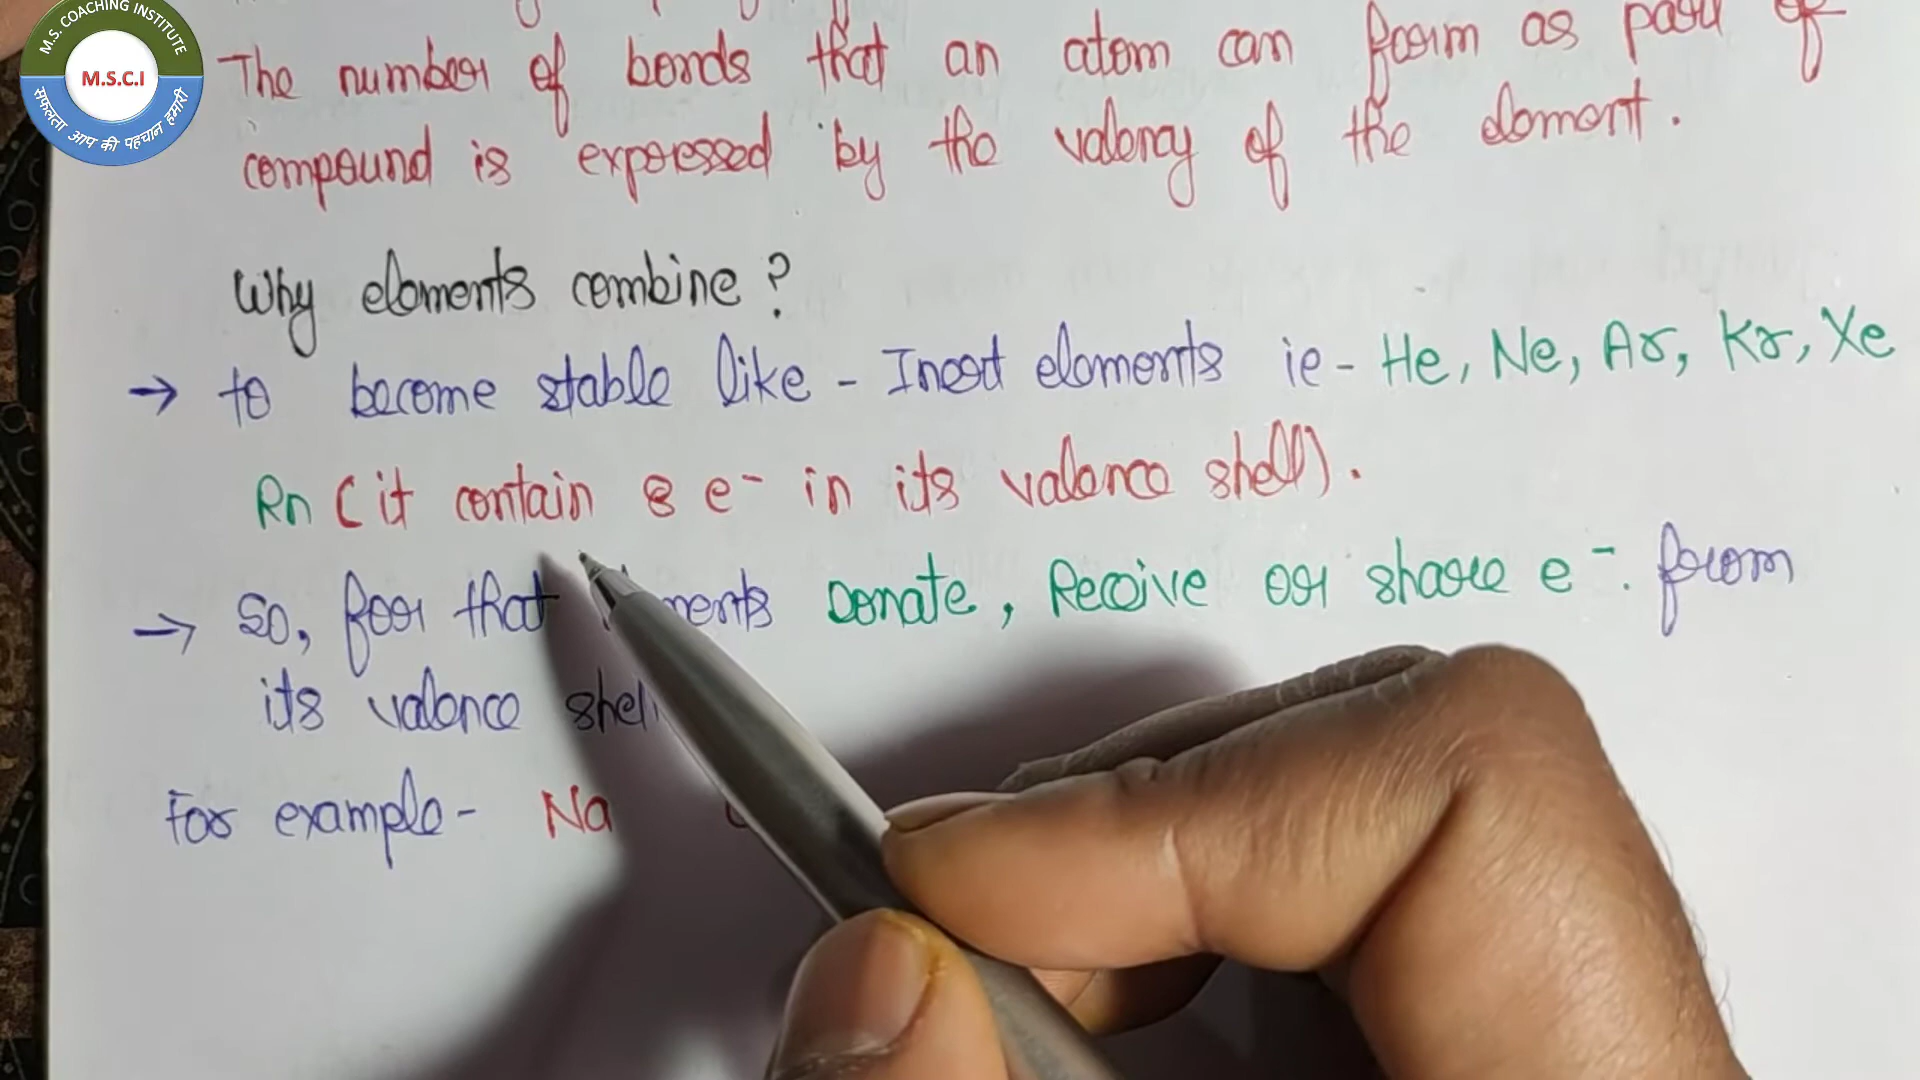 M.S. COACHING INSTITUTE
M.S.C.I
सफलता आप की पहचान हमारी
The number of bonds that an atom can form as part of
compound is expressed by the valency of the element.
Why elements combine?
→ to become stable like - Inert elements ie- He, Ne, Ar, Kr, Xe
Rn ( it contain 8 e⁻ in its valence shell).
→ So, for that Donate, Receive or share e⁻. from
its valence shell
For example- Na